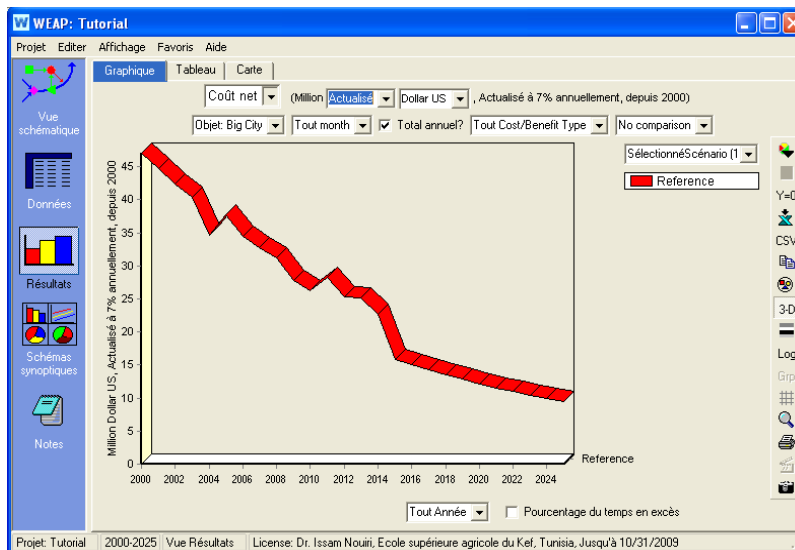 WEAP: Tutorial
Projet Editer Affichage Favoris Aide
Graphique Tableau Carte
Coût net (Million Actualisé Dollar US , Actualisé à 7% annuellement, depuis 2000)
Objet: Big City Tout month Total annuel? Tout Cost/Benefit Type No comparison
SélectionnéScénario (1
Reference
Vue
schématique
Données
Résultats
Schémas
synoptiques
Notes
Million Dollar US, Actualisé à 7% annuellement, depuis 2000
45
40
35
30
25
20
15
10
5
0
2000 2002 2004 2006 2008 2010 2012 2014 2016 2018 2020 2022 2024
Reference
Y=0
CSV
3-D
Log
Grp
Tout Année Pourcentage du temps en excès
Projet: Tutorial 2000-2025 Vue Résultats License: Dr. Issam Nouiri, Ecole supérieure agricole du Kef, Tunisia, Jusqu'à 10/31/2009